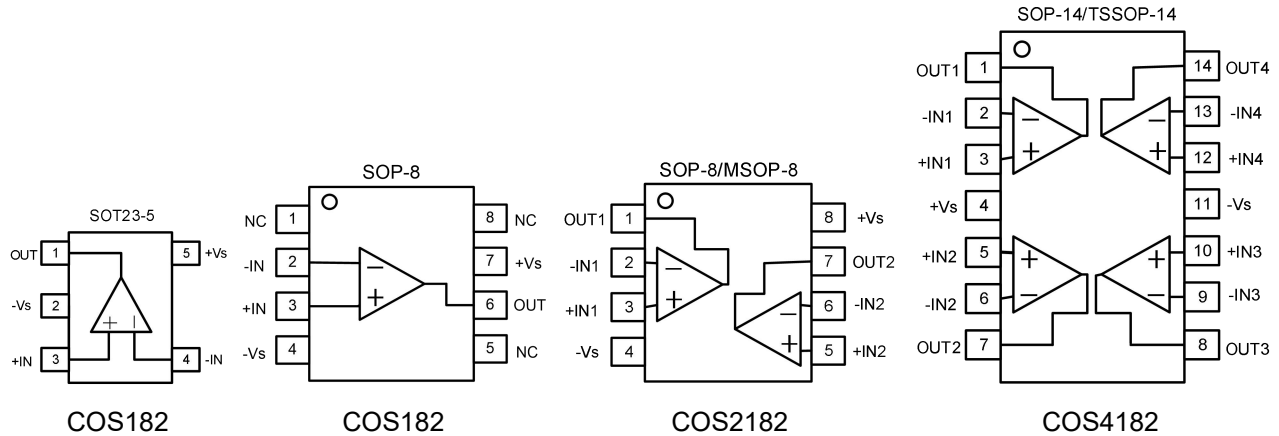 SOT23-5
OUT 1 5 +Vs
-Vs 2
+IN 3 4 -IN
+ −
COS182
SOP-8
NC 1 8 NC
-IN 2 7 +Vs
+IN 3 6 OUT
-Vs 4 5 NC
−
+
COS182
SOP-8/MSOP-8
OUT1 1 8 +Vs
-IN1 2 7 OUT2
+IN1 3 6 -IN2
-Vs 4 5 +IN2
− −
+ +
COS2182
SOP-14/TSSOP-14
OUT1 1 14 OUT4
-IN1 2 − − 13 -IN4
+IN1 3 + + 12 +IN4
+Vs 4 11 -Vs
+IN2 5 + + 10 +IN3
-IN2 6 − − 9 -IN3
OUT2 7 8 OUT3
COS4182